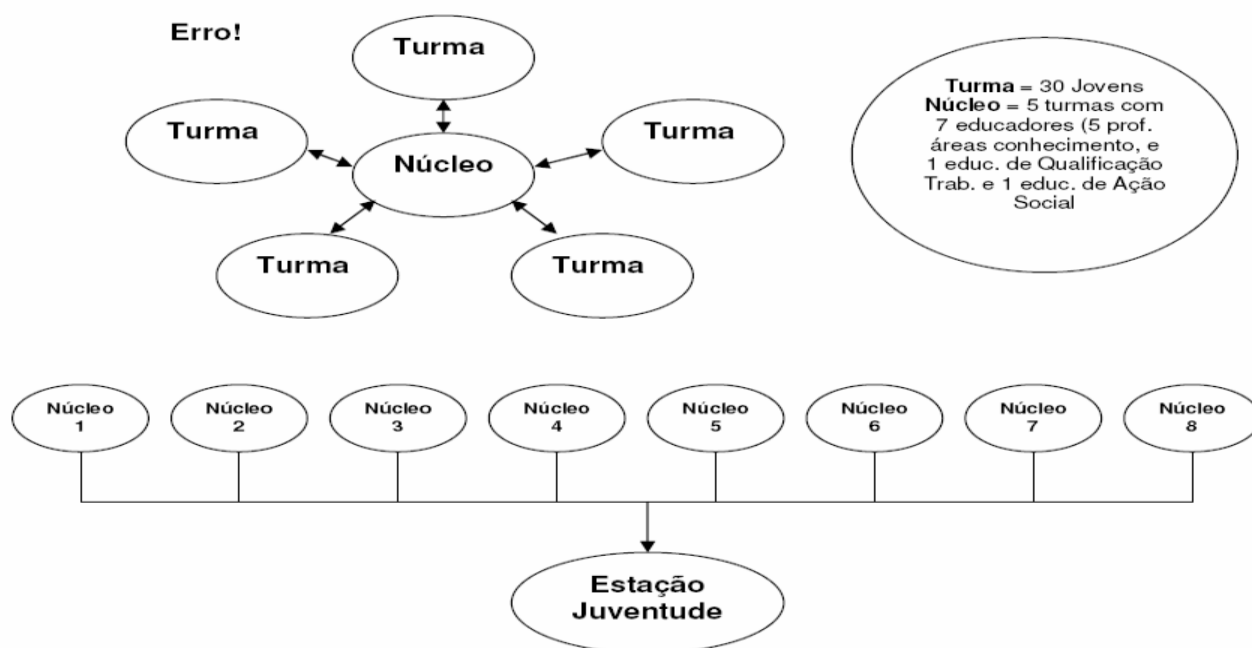 Erro!
Turma
Turma
Turma
Núcleo
Turma
Turma
Turma = 30 Jovens
Núcleo = 5 turmas com
7 educadores (5 prof.
áreas conhecimento, e
1 educ. de Qualificação
Trab. e 1 educ. de Ação
Social
Núcleo
1
Núcleo
2
Núcleo
3
Núcleo
4
Núcleo
5
Núcleo
6
Núcleo
7
Núcleo
8
Estação
Juventude